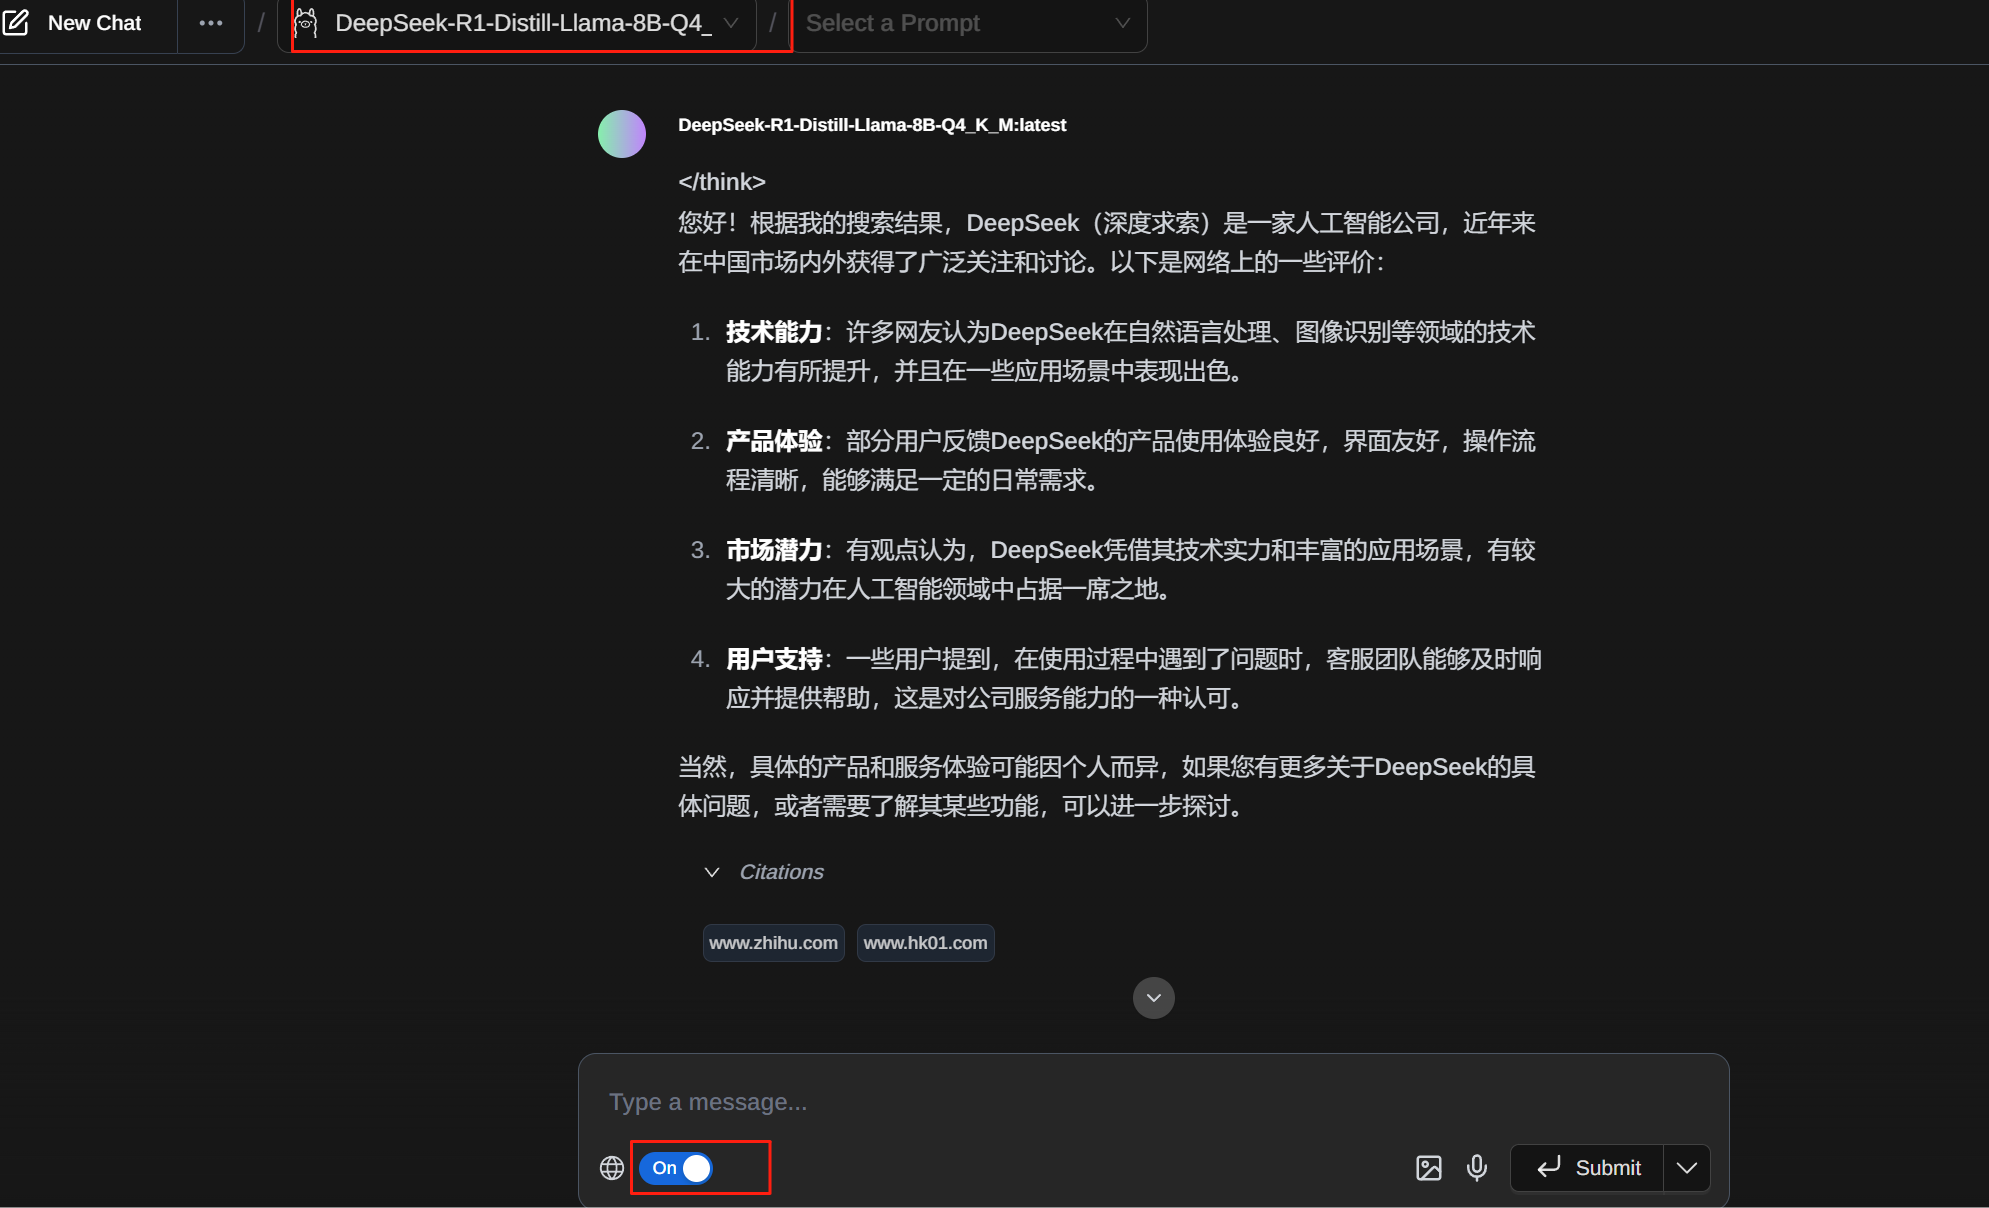 New Chat
DeepSeek-R1-Distill-Llama-8B-Q4_
Select a Prompt
DeepSeek-R1-Distill-Llama-8B-Q4_K_M:latest
</think>
您好！根据我的搜索结果，DeepSeek（深度求索）是一家人工智能公司，近年来
在中国市场内外获得了广泛关注和讨论。以下是网络上的一些评价：
1. 技术能力：许多网友认为DeepSeek在自然语言处理、图像识别等领域的技术
能力有所提升，并且在一些应用场景中表现出色。
2. 产品体验：部分用户反馈DeepSeek的产品使用体验良好，界面友好，操作流
程清晰，能够满足一定的日常需求。
3. 市场潜力：有观点认为，DeepSeek凭借其技术实力和丰富的应用场景，有较
大的潜力在人工智能领域中占据一席之地。
4. 用户支持：一些用户提到，在使用过程中遇到了问题时，客服团队能够及时响
应并提供帮助，这是对公司服务能力的一种认可。
当然，具体的产品和服务体验可能因个人而异，如果您有更多关于DeepSeek的具
体问题，或者需要了解其某些功能，可以进一步探讨。
Citations
www.zhihu.com
www.hk01.com
Type a message...
On
Submit